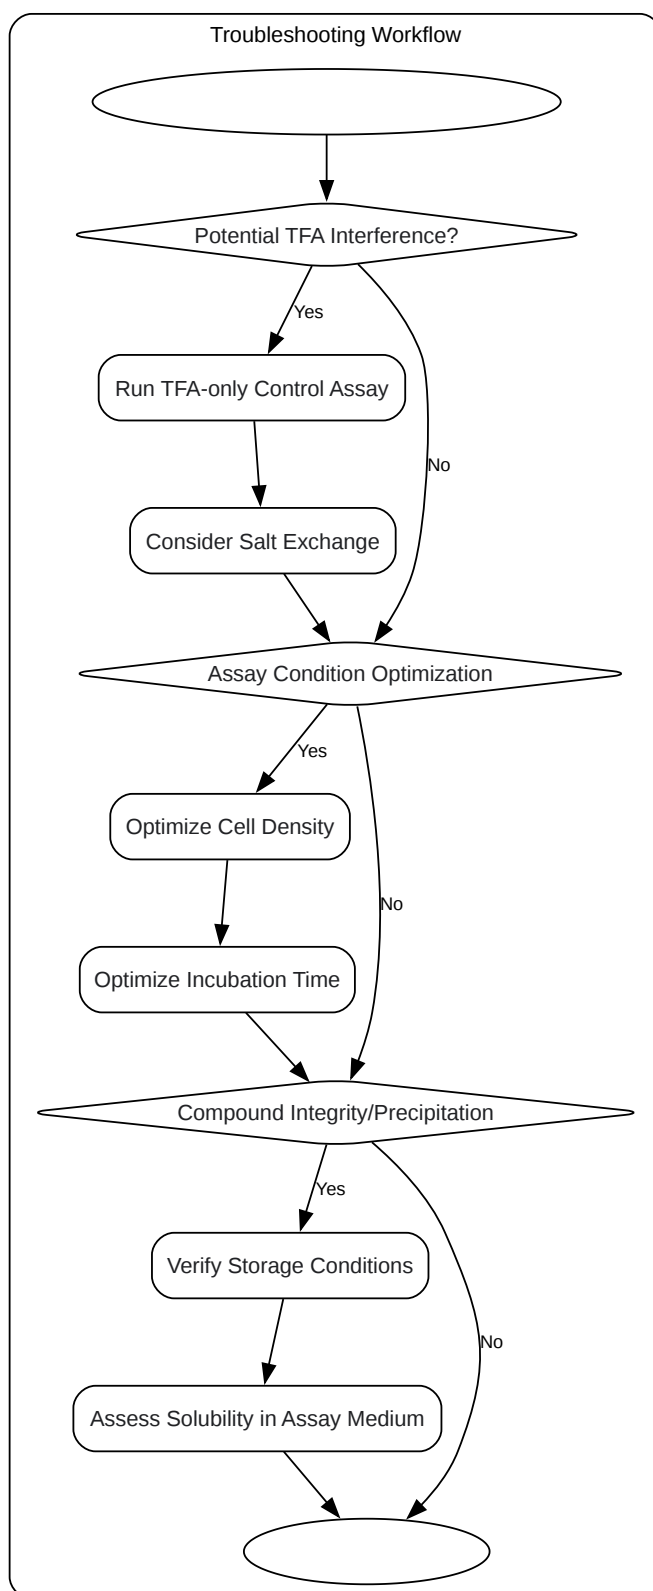 Troubleshooting Workflow
Potential TFA Interference?
Yes
Run TFA-only Control Assay
No
Consider Salt Exchange
Assay Condition Optimization
Yes
Optimize Cell Density
No
Optimize Incubation Time
Compound Integrity/Precipitation
Yes
Verify Storage Conditions
No
Assess Solubility in Assay Medium